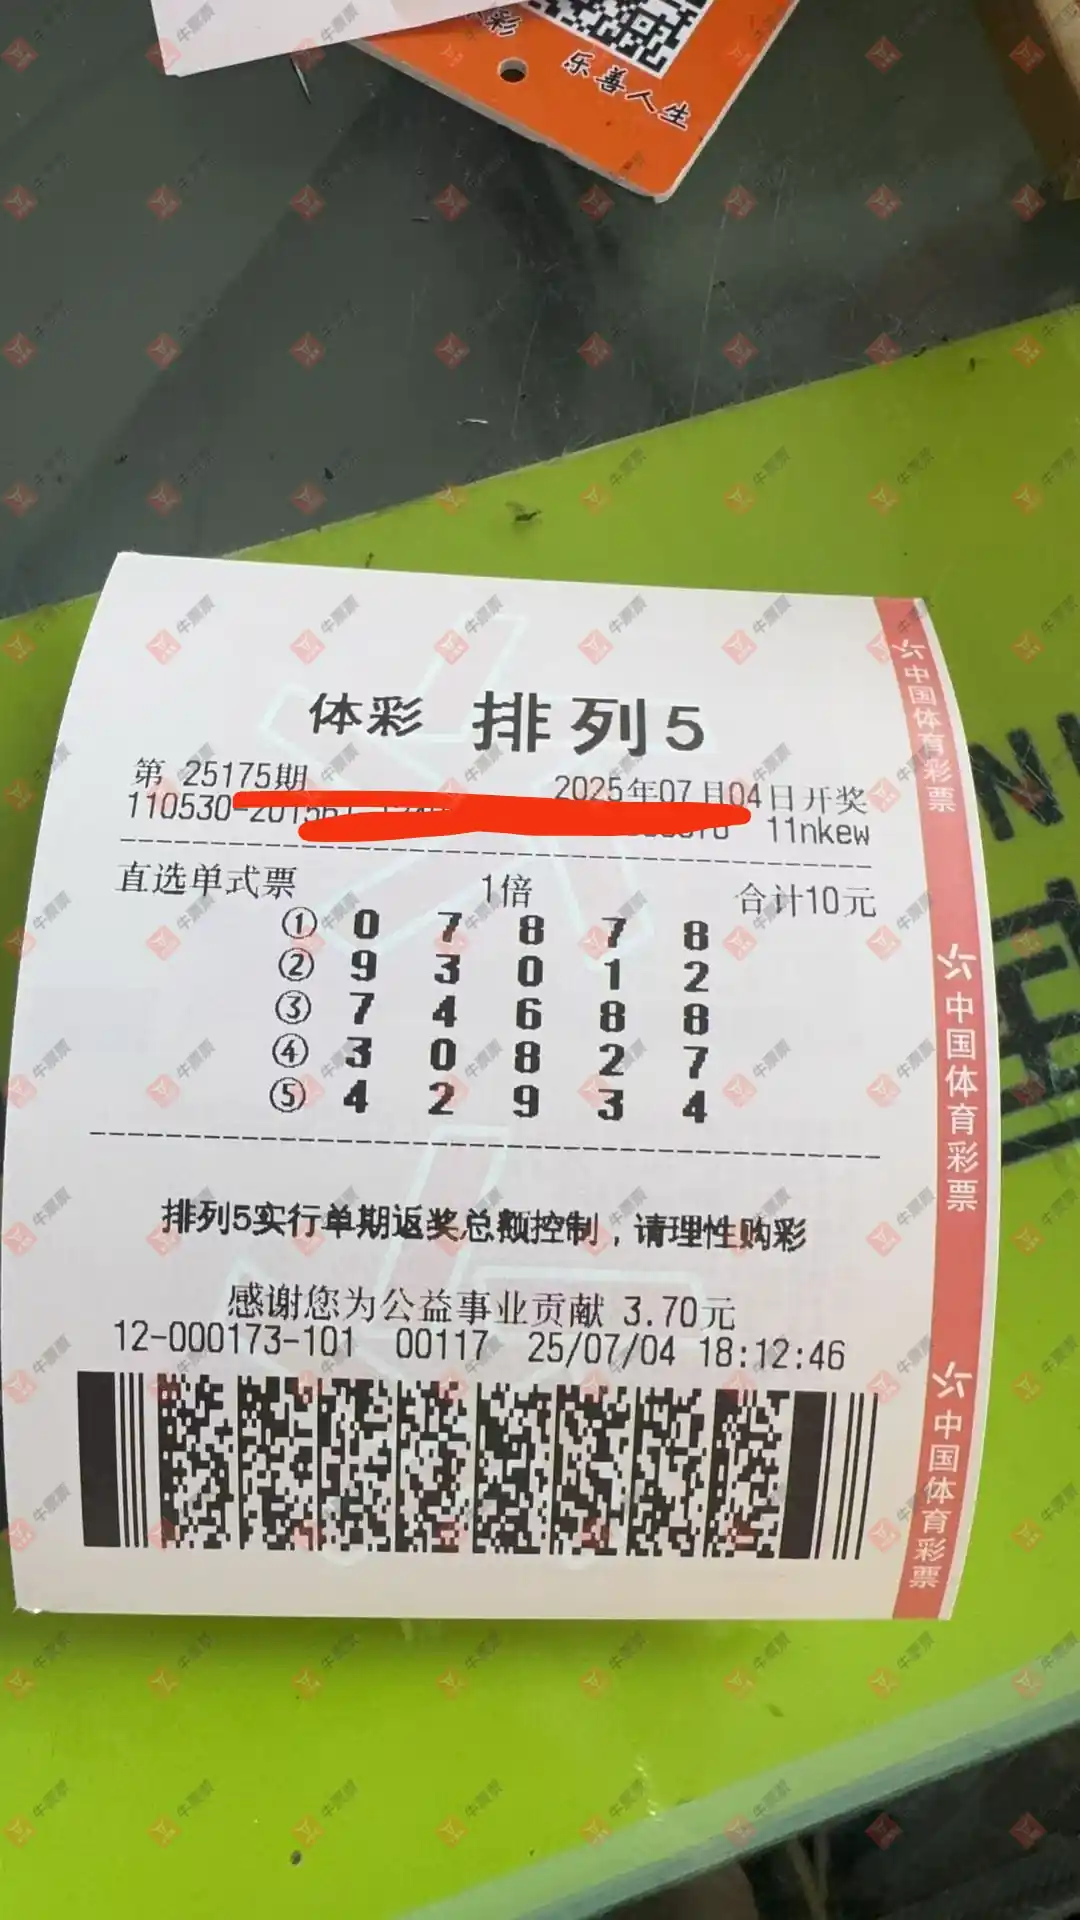 彩
乐善人生
体彩 排列5
第 25175期 2025年07月04日开奖
110530- 11nkew
直选单式票 1倍 合计10元
① 0 7 8 7 8
② 9 3 0 1 2
③ 7 4 6 8 8
④ 3 0 8 2 7
⑤ 4 2 9 3 4
排列5实行单期返奖总额控制，请理性购彩
感谢您为公益事业贡献 3.70元
12-000173-101 00117 25/07/04 18:12:46
中国体育彩票
中国体育彩票
中国体育彩票
牛票票